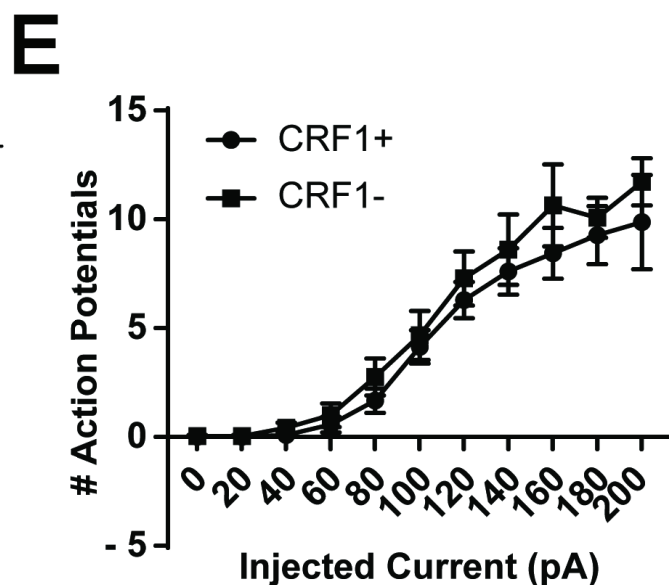 E
15
10
5
0
- 5
# Action Potentials
CRF1+
CRF1-
0 20 40 60 80 100 120 140 160 180 200
Injected Current (pA)